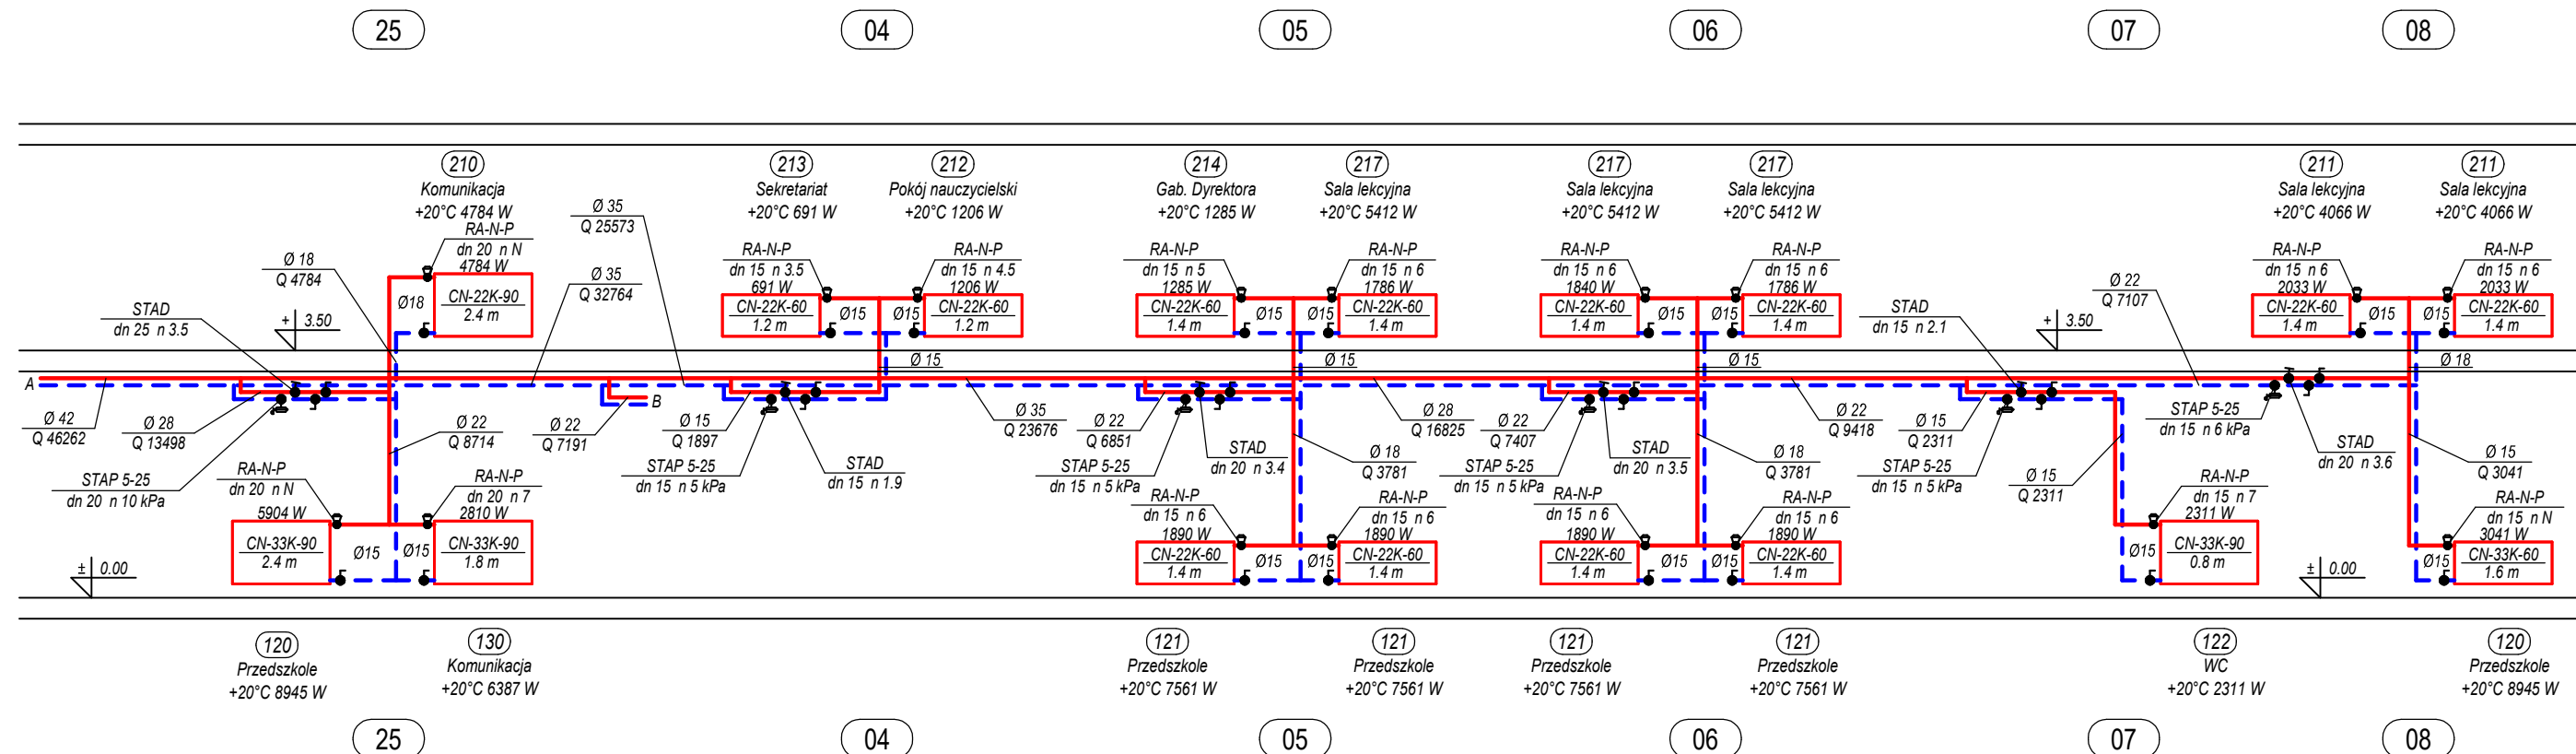 25
04
05
06
07
08
210
Komunikacja
+20°C 4784 W
213
Sekretariat
+20°C 691 W
212
Pokój nauczycielski
+20°C 1206 W
214
Gab. Dyrektora
+20°C 1285 W
217
Sala lekcyjna
+20°C 5412 W
217
Sala lekcyjna
+20°C 5412 W
217
Sala lekcyjna
+20°C 5412 W
211
Sala lekcyjna
+20°C 4066 W
211
Sala lekcyjna
+20°C 4066 W
RA-N-P
dn 20 n N
4784 W
CN-22K-90
2.4 m
Ø18
Ø 18
Q 4784
Ø 35
Q 25573
Ø 35
Q 32764
STAD
dn 25 n 3.5
+ 3.50
RA-N-P
dn 15 n 3.5
691 W
CN-22K-60
1.2 m
Ø15
RA-N-P
dn 15 n 4.5
1206 W
CN-22K-60
1.2 m
Ø15
Ø 15
RA-N-P
dn 15 n 5
1285 W
CN-22K-60
1.4 m
Ø15
RA-N-P
dn 15 n 6
1786 W
CN-22K-60
1.4 m
Ø15
Ø 15
RA-N-P
dn 15 n 6
1840 W
CN-22K-60
1.4 m
Ø15
RA-N-P
dn 15 n 6
1786 W
CN-22K-60
1.4 m
Ø15
Ø 15
STAD
dn 15 n 2.1
+ 3.50
Ø 22
Q 7107
RA-N-P
dn 15 n 6
2033 W
CN-22K-60
1.4 m
Ø15
RA-N-P
dn 15 n 6
2033 W
CN-22K-60
1.4 m
Ø15
Ø 18
A
Ø 42
Q 46262
Ø 28
Q 13498
STAP 5-25
dn 20 n 10 kPa
Ø 22
Q 8714
Ø 22
Q 7191
B
Ø 15
Q 1897
STAP 5-25
dn 15 n 5 kPa
STAD
dn 15 n 1.9
Ø 35
Q 23676
Ø 22
Q 6851
STAP 5-25
dn 15 n 5 kPa
STAD
dn 20 n 3.4
Ø 18
Q 3781
Ø 28
Q 16825
Ø 22
Q 7407
STAP 5-25
dn 15 n 5 kPa
STAD
dn 20 n 3.5
Ø 18
Q 3781
Ø 22
Q 9418
Ø 15
Q 2311
STAP 5-25
dn 15 n 5 kPa
Ø 15
Q 2311
STAP 5-25
dn 15 n 6 kPa
STAD
dn 20 n 3.6
Ø 15
Q 3041
RA-N-P
dn 20 n N
5904 W
CN-33K-90
2.4 m
Ø15
RA-N-P
dn 20 n 7
2810 W
CN-33K-90
1.8 m
Ø15
± 0.00
RA-N-P
dn 15 n 6
1890 W
CN-22K-60
1.4 m
Ø15
RA-N-P
dn 15 n 6
1890 W
CN-22K-60
1.4 m
Ø15
RA-N-P
dn 15 n 6
1890 W
CN-22K-60
1.4 m
Ø15
RA-N-P
dn 15 n 6
1890 W
CN-22K-60
1.4 m
Ø15
RA-N-P
dn 15 n 7
2311 W
CN-33K-90
0.8 m
Ø15
± 0.00
RA-N-P
dn 15 n N
3041 W
CN-33K-60
1.6 m
Ø15
120
Przedszkole
+20°C 8945 W
130
Komunikacja
+20°C 6387 W
121
Przedszkole
+20°C 7561 W
121
Przedszkole
+20°C 7561 W
121
Przedszkole
+20°C 7561 W
121
Przedszkole
+20°C 7561 W
122
WC
+20°C 2311 W
120
Przedszkole
+20°C 8945 W
25
04
05
06
07
08